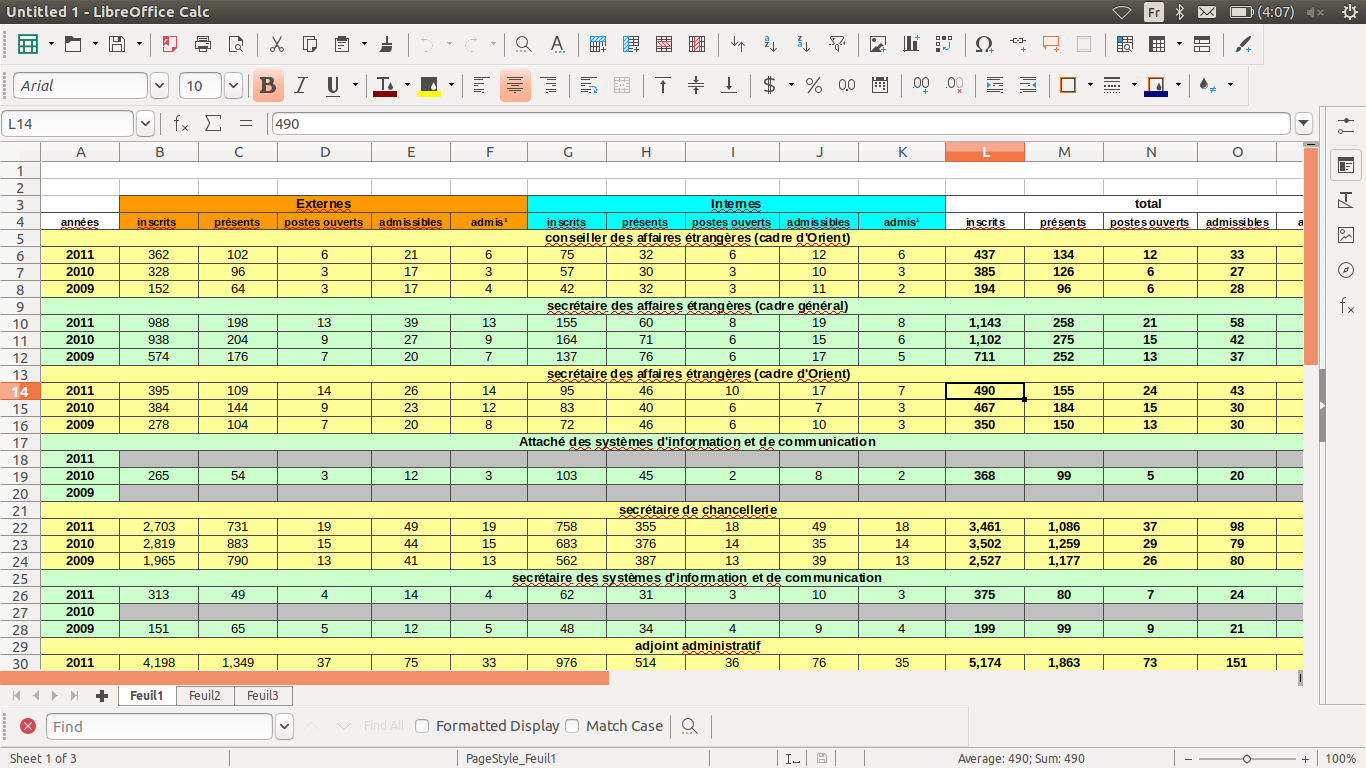 Untitled 1 - LibreOffice Calc Fr (4:07)
Arial 10
L14 490
A B C D E F G H I J K L M N O
1
2
3 Externes Internes total
4 années inscrits présents postes ouverts admissibles admis¹ inscrits présents postes ouverts admissibles admis¹ inscrits présents postes ouverts admissibles a
5 conseiller des affaires étrangères (cadre d'Orient)
6 2011 362 102 6 21 6 75 32 6 12 6 437 134 12 33
7 2010 328 96 3 17 3 57 30 3 10 3 385 126 6 27
8 2009 152 64 3 17 4 42 32 3 11 2 194 96 6 28
9 secrétaire des affaires étrangères (cadre général)
10 2011 988 198 13 39 13 155 60 8 19 8 1,143 258 21 58
11 2010 938 204 9 27 9 164 71 6 15 6 1,102 275 15 42
12 2009 574 176 7 20 7 137 76 6 17 5 711 252 13 37
13 secrétaire des affaires étrangères (cadre d'Orient)
14 2011 395 109 14 26 14 95 46 10 17 7 490 155 24 43
15 2010 384 144 9 23 12 83 40 6 7 3 467 184 15 30
16 2009 278 104 7 20 8 72 46 6 10 3 350 150 13 30
17 Attaché des systèmes d'information et de communication
18 2011
19 2010 265 54 3 12 3 103 45 2 8 2 368 99 5 20
20 2009
21 secrétaire de chancellerie
22 2011 2,703 731 19 49 19 758 355 18 49 18 3,461 1,086 37 98
23 2010 2,819 883 15 44 15 683 376 14 35 14 3,502 1,259 29 79
24 2009 1,965 790 13 41 13 562 387 13 39 13 2,527 1,177 26 80
25 secrétaire des systèmes d'information et de communication
26 2011 313 49 4 14 4 62 31 3 10 3 375 80 7 24
27 2010
28 2009 151 65 5 12 5 48 34 4 9 4 199 99 9 21
29 adjoint administratif
30 2011 4,198 1,349 37 75 33 976 514 36 76 35 5,174 1,863 73 151
Feuil1 Feuil2 Feuil3
Find Find All Formatted Display Match Case
Sheet 1 of 3 PageStyle_Feuil1 Average: 490; Sum: 490 100%